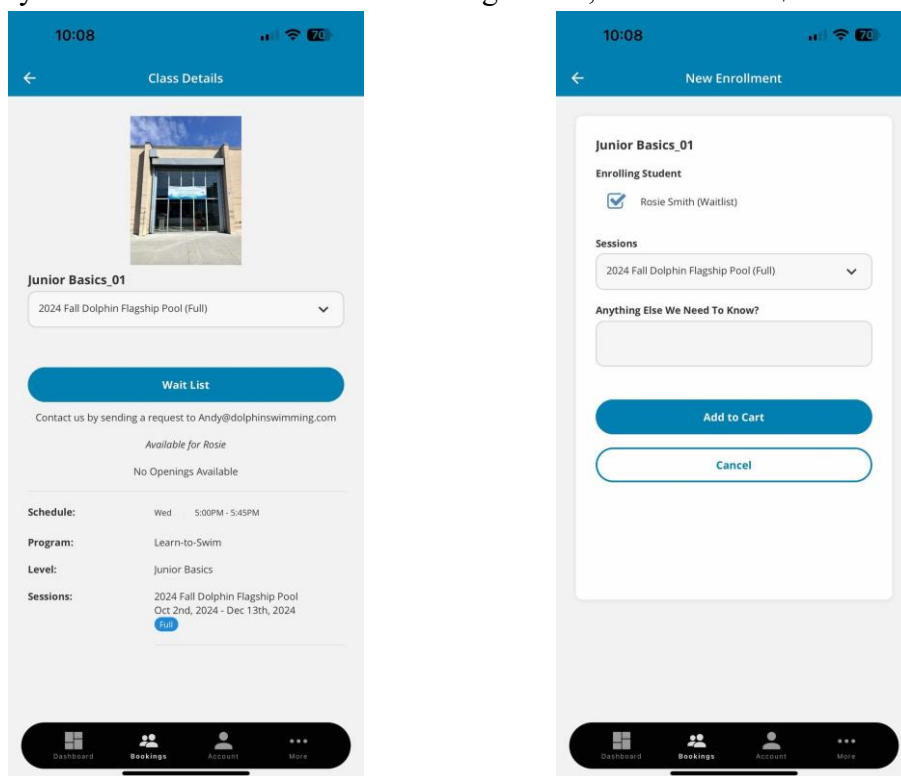 10:08
70
Class Details
Junior Basics_01
2024 Fall Dolphin Flagship Pool (Full)
Wait List
Contact us by sending a request to Andy@dolphinswimming.com
Available for Rosie
No Openings Available
Schedule: Wed 5:00PM - 5:45PM
Program: Learn-to-Swim
Level: Junior Basics
Sessions: 2024 Fall Dolphin Flagship Pool
Oct 2nd, 2024 - Dec 13th, 2024
Full
Dashboard Bookings Account More
10:08
70
New Enrollment
Junior Basics_01
Enrolling Student
Rosie Smith (Waitlist)
Sessions
2024 Fall Dolphin Flagship Pool (Full)
Anything Else We Need To Know?
Add to Cart
Cancel
Dashboard Bookings Account More